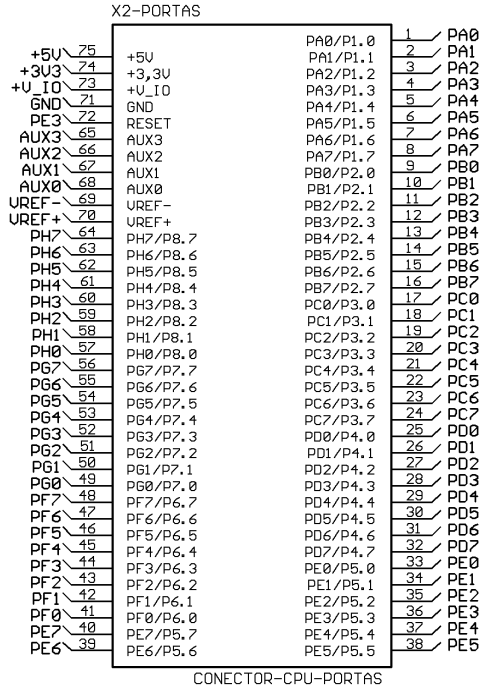 X2-PORTAS
+5V 75 +5V
+3V3 74 +3,3V
+V_IO 73 +V_IO
GND 71 GND
PE3 72 RESET
AUX3 65 AUX3
AUX2 66 AUX2
AUX1 67 AUX1
AUX0 68 AUX0
VREF- 69 VREF-
VREF+ 70 VREF+
PH7 64 PH7/P8.7
PH6 63 PH6/P8.6
PH5 62 PH5/P8.5
PH4 61 PH4/P8.4
PH3 60 PH3/P8.3
PH2 59 PH2/P8.2
PH1 58 PH1/P8.1
PH0 57 PH0/P8.0
PG7 56 PG7/P7.7
PG6 55 PG6/P7.6
PG5 54 PG5/P7.5
PG4 53 PG4/P7.4
PG3 52 PG3/P7.3
PG2 51 PG2/P7.2
PG1 50 PG1/P7.1
PG0 49 PG0/P7.0
PF7 48 PF7/P6.7
PF6 47 PF6/P6.6
PF5 46 PF5/P6.5
PF4 45 PF4/P6.4
PF3 44 PF3/P6.3
PF2 43 PF2/P6.2
PF1 42 PF1/P6.1
PF0 41 PF0/P6.0
PE7 40 PE7/P5.7
PE6 39 PE6/P5.6
PA0/P1.0 1 PA0
PA1/P1.1 2 PA1
PA2/P1.2 3 PA2
PA3/P1.3 4 PA3
PA4/P1.4 5 PA4
PA5/P1.5 6 PA5
PA6/P1.6 7 PA6
PA7/P1.7 8 PA7
PB0/P2.0 9 PB0
PB1/P2.1 10 PB1
PB2/P2.2 11 PB2
PB3/P2.3 12 PB3
PB4/P2.4 13 PB4
PB5/P2.5 14 PB5
PB6/P2.6 15 PB6
PB7/P2.7 16 PB7
PC0/P3.0 17 PC0
PC1/P3.1 18 PC1
PC2/P3.2 19 PC2
PC3/P3.3 20 PC3
PC4/P3.4 21 PC4
PC5/P3.5 22 PC5
PC6/P3.6 23 PC6
PC7/P3.7 24 PC7
PD0/P4.0 25 PD0
PD1/P4.1 26 PD1
PD2/P4.2 27 PD2
PD3/P4.3 28 PD3
PD4/P4.4 29 PD4
PD5/P4.5 30 PD5
PD6/P4.6 31 PD6
PD7/P4.7 32 PD7
PE0/P5.0 33 PE0
PE1/P5.1 34 PE1
PE2/P5.2 35 PE2
PE3/P5.3 36 PE3
PE4/P5.4 37 PE4
PE5/P5.5 38 PE5
CONECTOR-CPU-PORTAS